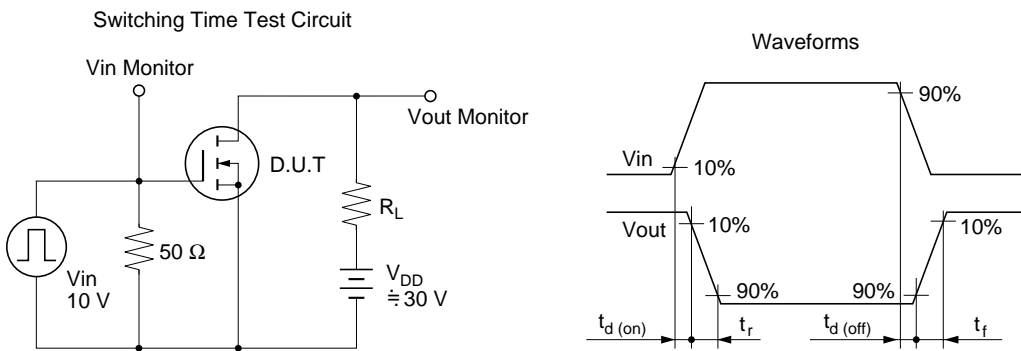 Switching Time Test Circuit
Vin Monitor
Vout Monitor
D.U.T
R_L
50 Ω
Vin
10 V
V_DD
≒ 30 V
Waveforms
90%
Vin
10%
Vout
10%
10%
90%
90%
t_d (on)
t_r
t_d (off)
t_f